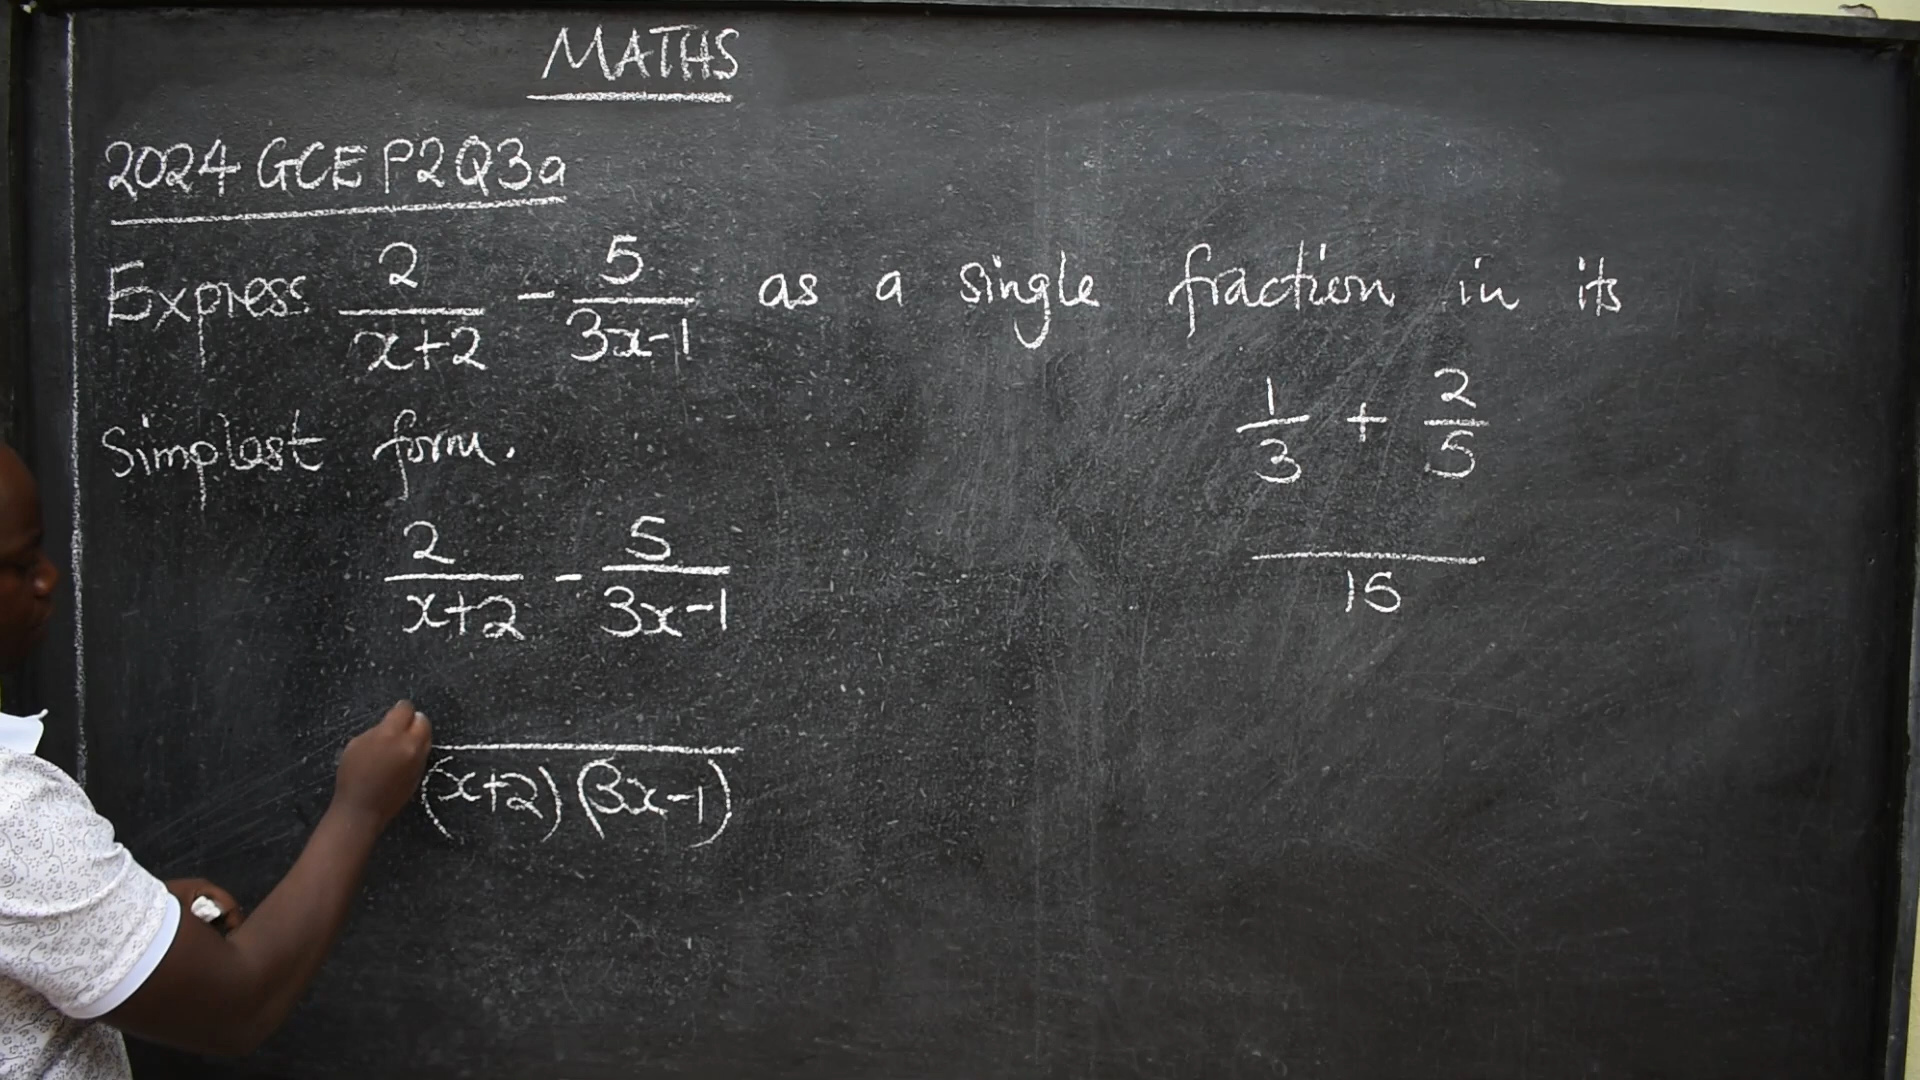 MATHS
2024 GCE P2Q3a
Express 2/(x+2) - 5/(3x-1) as a single fraction in its
Simplest form.
2/(x+2) - 5/(3x-1)
(x+2)(3x-1)
1/3 + 2/5
15